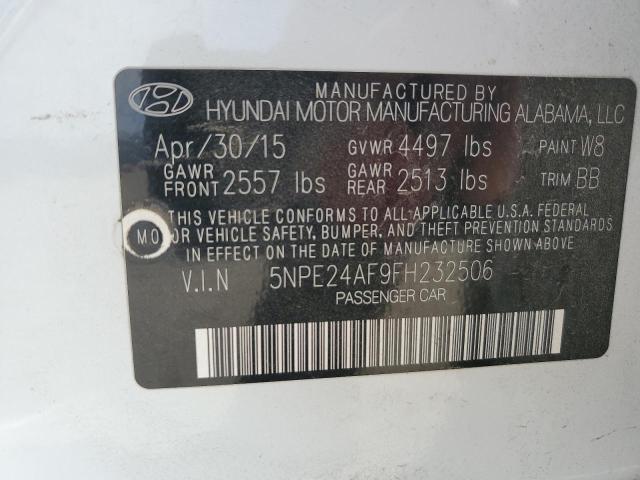 MANUFACTURED BY
HYUNDAI MOTOR MANUFACTURING ALABAMA, LLC
Apr/30/15 GVWR 4497 lbs PAINT W8
GAWR FRONT 2557 lbs GAWR REAR 2513 lbs TRIM BB
THIS VEHICLE CONFORMS TO ALL APPLICABLE U.S.A. FEDERAL
MOTOR VEHICLE SAFETY, BUMPER, AND THEFT PREVENTION STANDARDS
IN EFFECT ON THE DATE OF MANUFACTURE SHOWN ABOVE.
V.I.N 5NPE24AF9FH232506
PASSENGER CAR